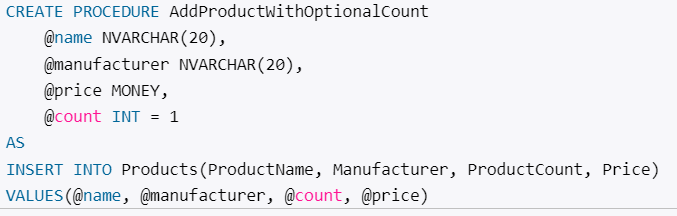 CREATE PROCEDURE AddProductWithOptionalCount
    @name NVARCHAR(20),
    @manufacturer NVARCHAR(20),
    @price MONEY,
    @count INT = 1
AS
INSERT INTO Products(ProductName, Manufacturer, ProductCount, Price)
VALUES(@name, @manufacturer, @count, @price)